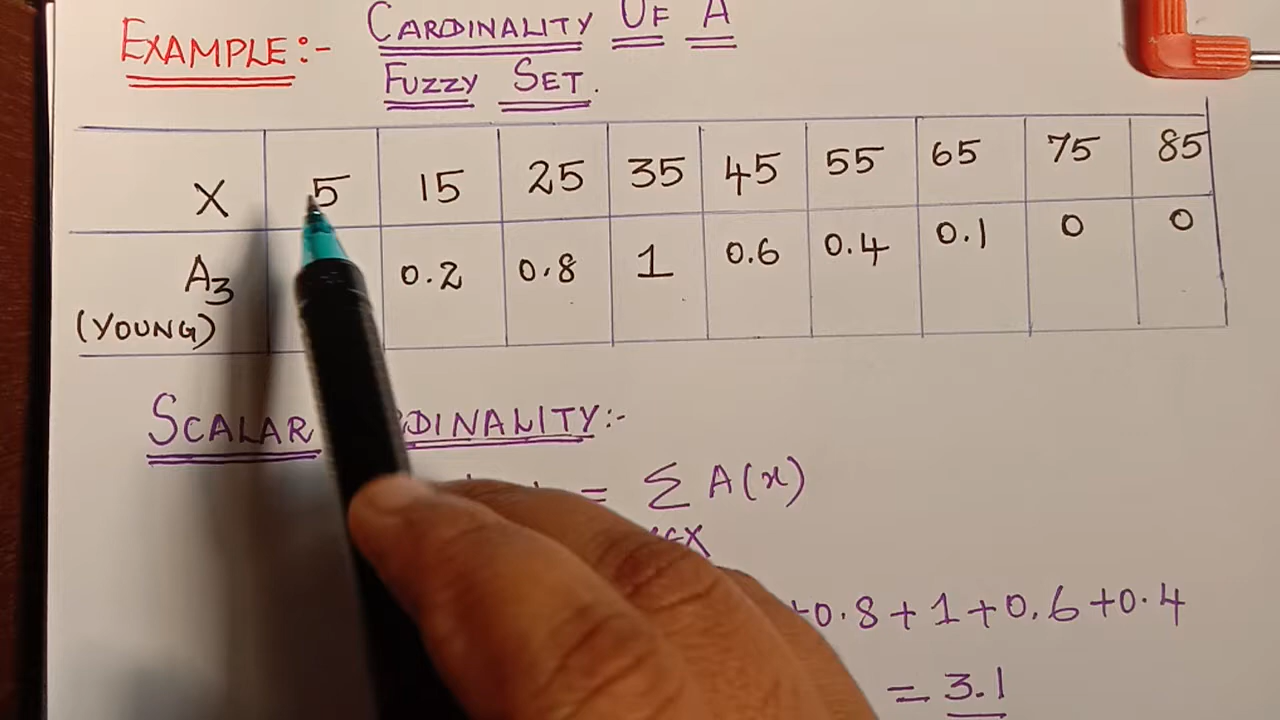 EXAMPLE:- CARDINALITY OF A
FUZZY SET.
X 5 15 25 35 45 55 65 75 85
A3 0.2 0.8 1 0.6 0.4 0.1 0 0
(YOUNG)
SCALAR RDINALITY:-
= Σ A(x)
+0.8+1+0.6+0.4
= 3.1